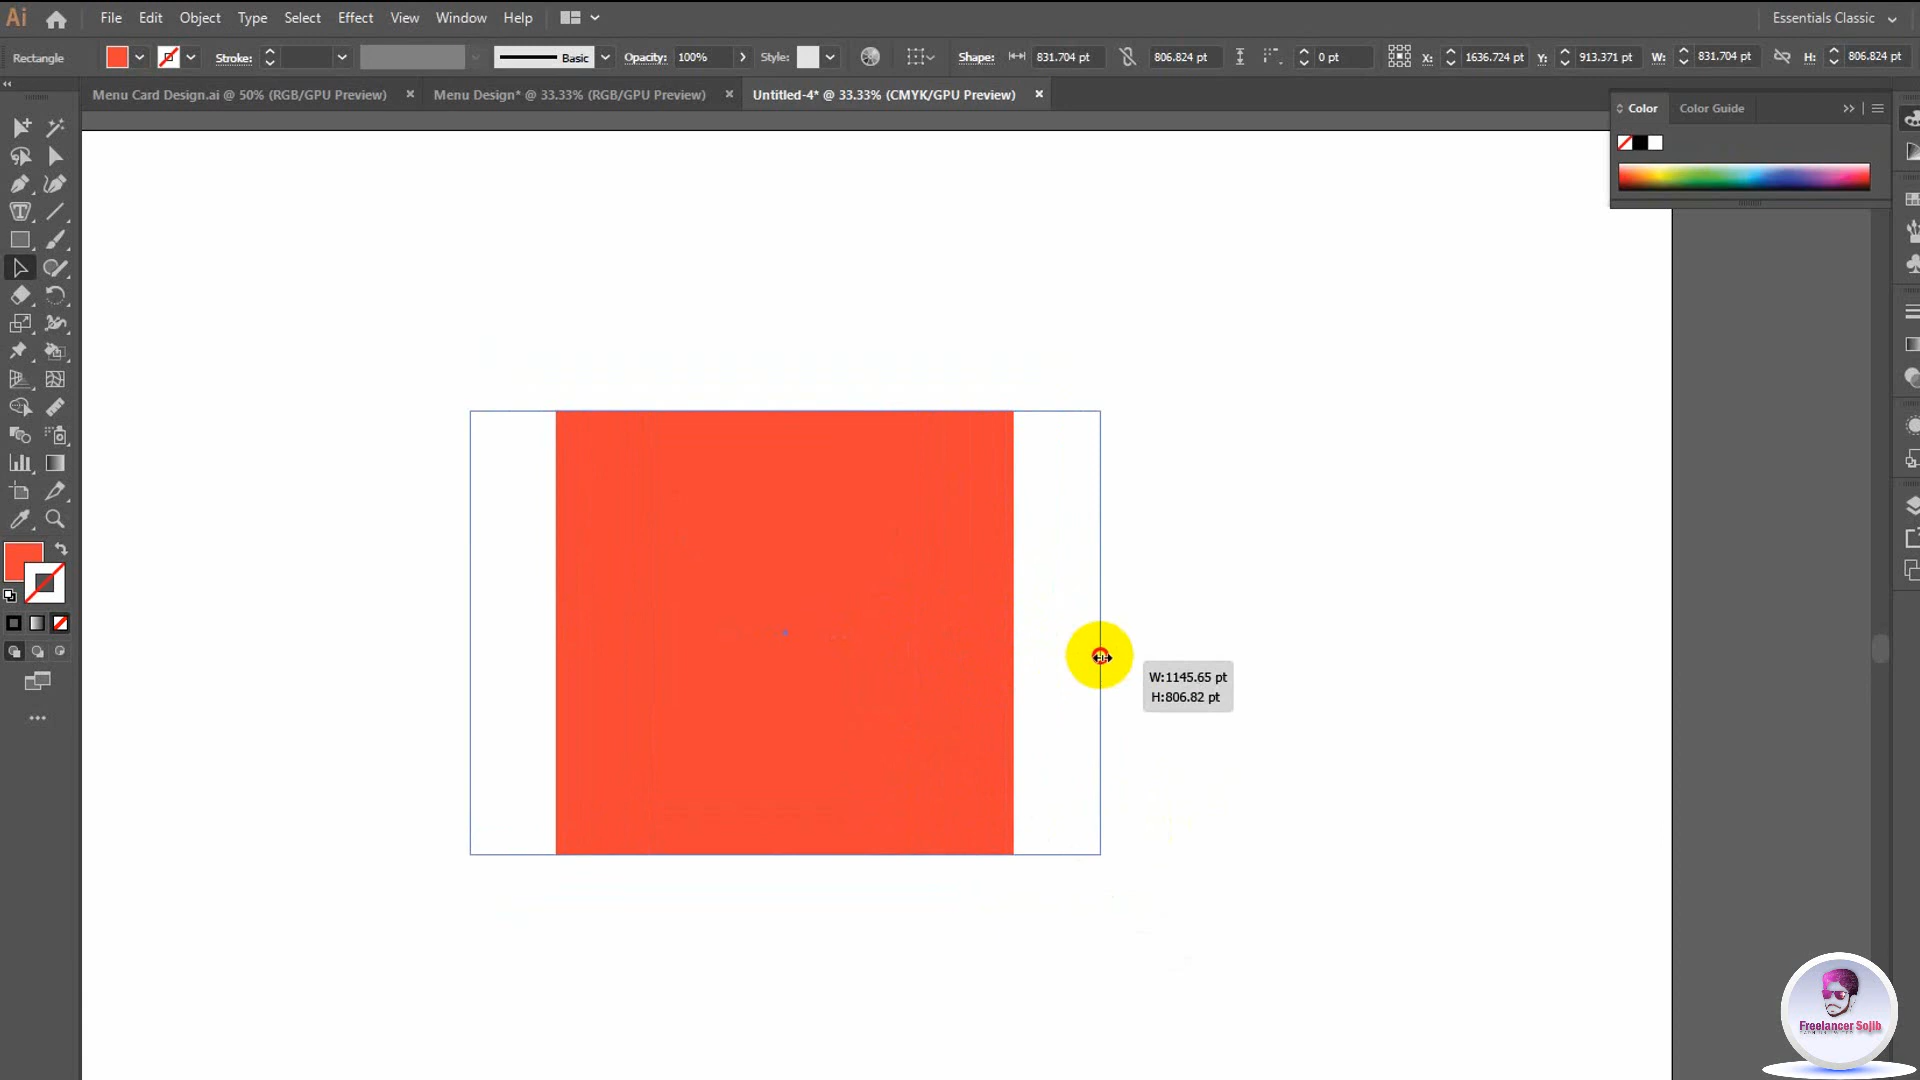 Ai File Edit Object Type Select Effect View Window Help Essentials Classic
Rectangle Stroke: Basic Opacity: 100% Style: Shape: 831.704 pt 806.824 pt 0 pt X: 1636.724 pt Y: 913.371 pt W: 831.704 pt H: 806.824 pt
Menu Card Design.ai @ 50% (RGB/GPU Preview) × Menu Design* @ 33.33% (RGB/GPU Preview) × Untitled-4* @ 33.33% (CMYK/GPU Preview) ×
Color Color Guide
W:1145.65 pt
H:806.82 pt
Freelancer Sojib